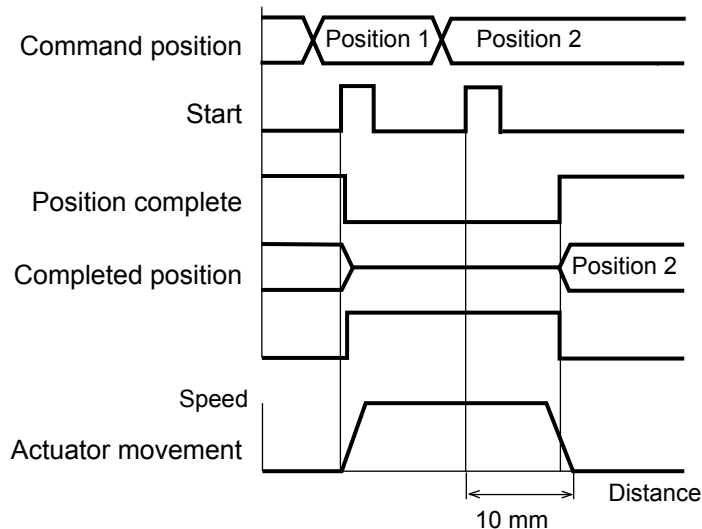 Command position
Position 1
Position 2
Start
Position complete
Completed position
Position 2
Speed
Actuator movement
Distance
10 mm